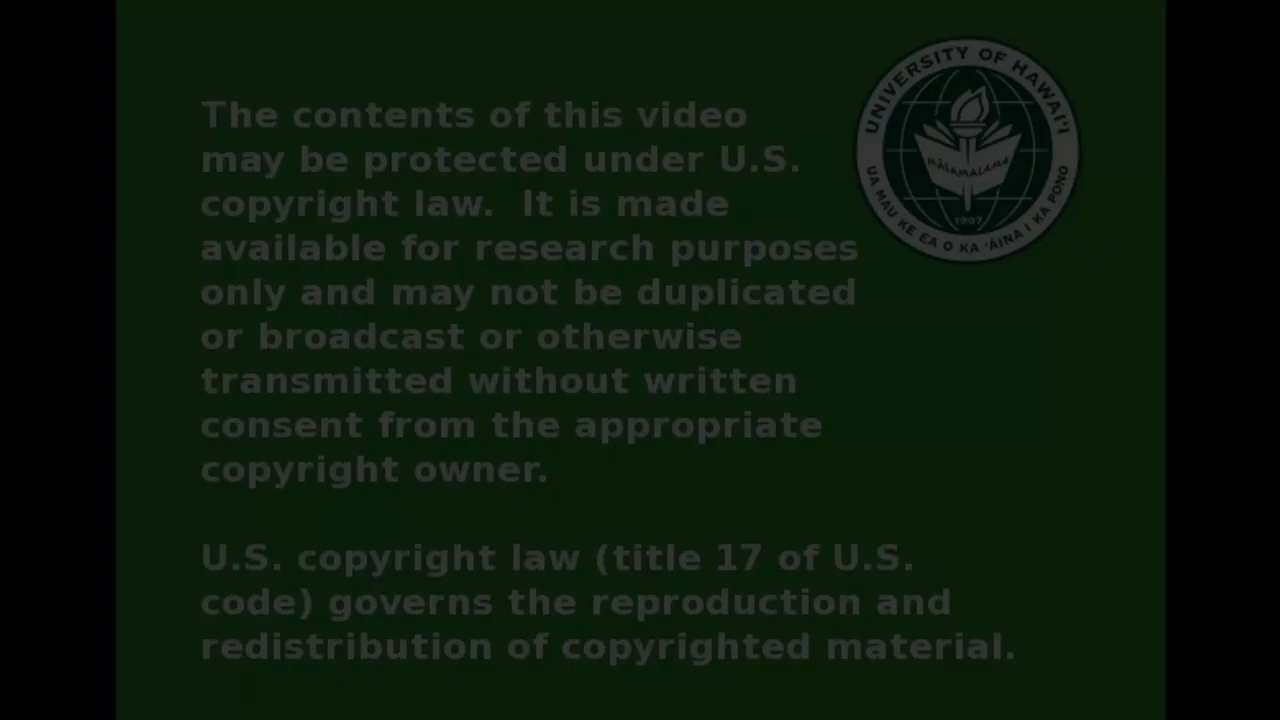 The contents of this video
may be protected under U.S.
copyright law.  It is made
available for research purposes
only and may not be duplicated
or broadcast or otherwise
transmitted without written
consent from the appropriate
copyright owner.
U.S. copyright law (title 17 of U.S.
code) governs the reproduction and
redistribution of copyrighted material.
UNIVERSITY OF HAWAI‘I
MĀLAMALAMA
1907
UA MAU KE EA O KA ‘ĀINA I KA PONO